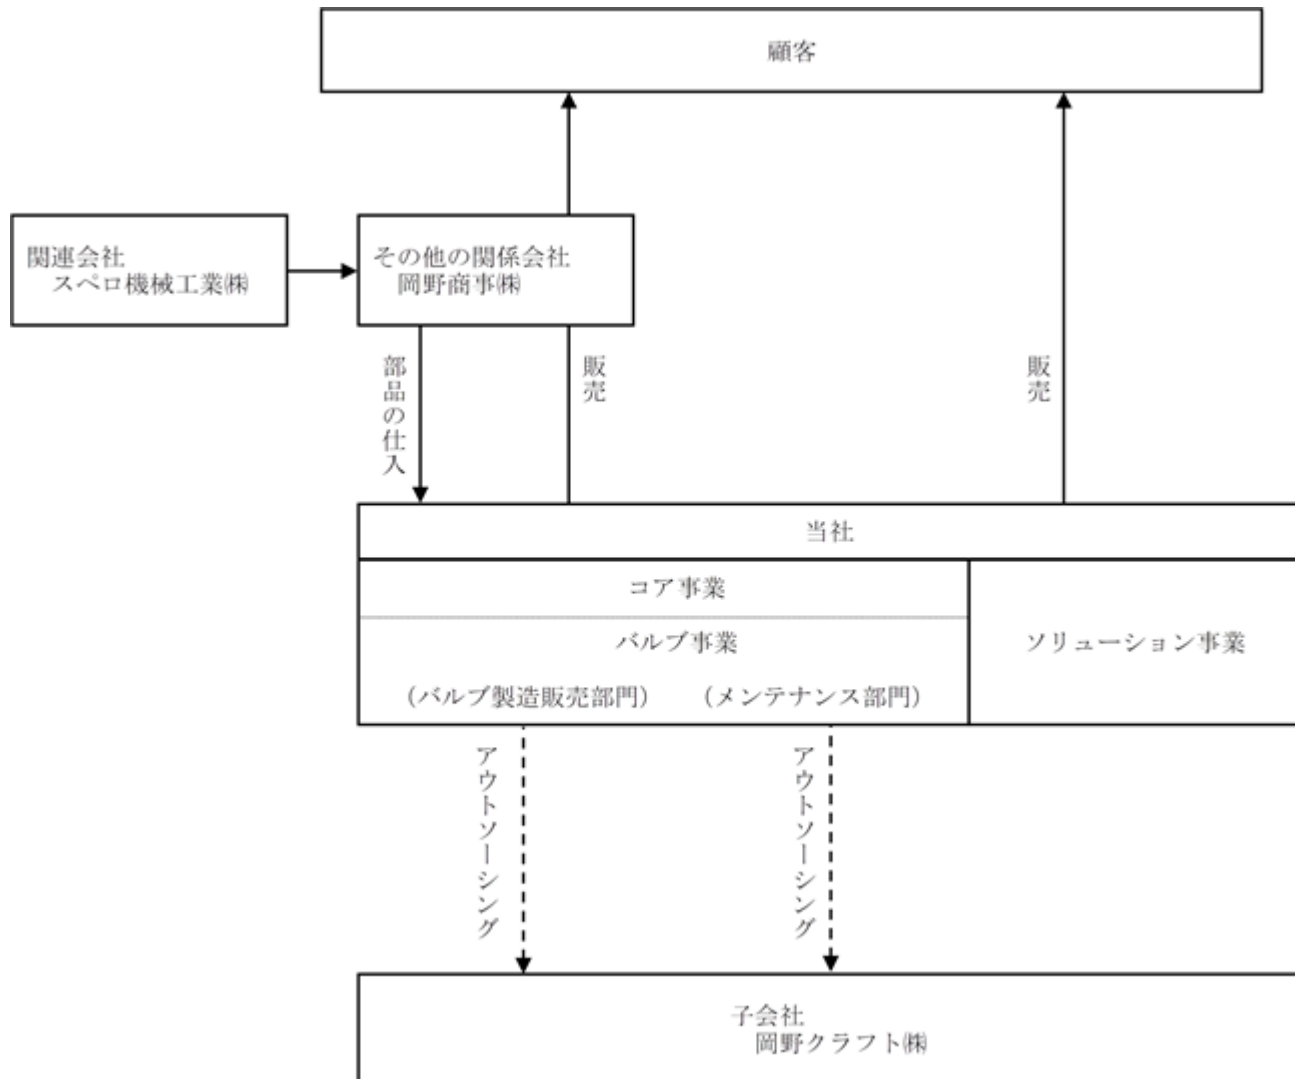 顧客
関連会社
スペロ機械工業㈱
その他の関係会社
岡野商事㈱
部品の仕入
販売
販売
当社
コア事業
バルブ事業
（バルブ製造販売部門）
（メンテナンス部門）
ソリューション事業
アウトソーシング
アウトソーシング
子会社
岡野クラフト㈱